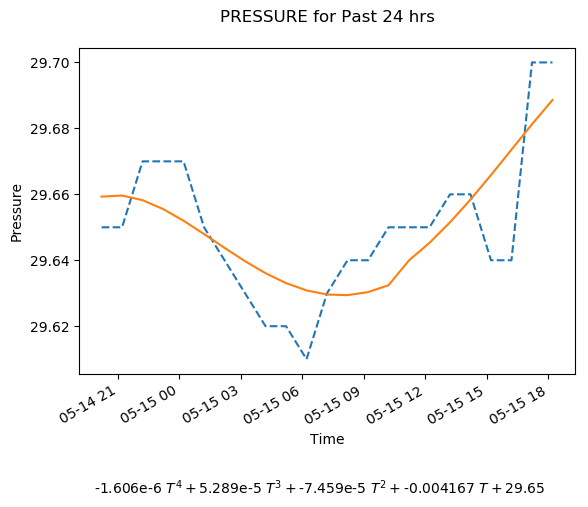 PRESSURE for Past 24 hrs
29.70
29.68
29.66
29.64
29.62
Pressure
05-14 21 05-15 00 05-15 03 05-15 06 05-15 09 05-15 12 05-15 15 05-15 18
Time
-1.606e-6 T⁴ + 5.289e-5 T³ + -7.459e-5 T² + -0.004167 T + 29.65